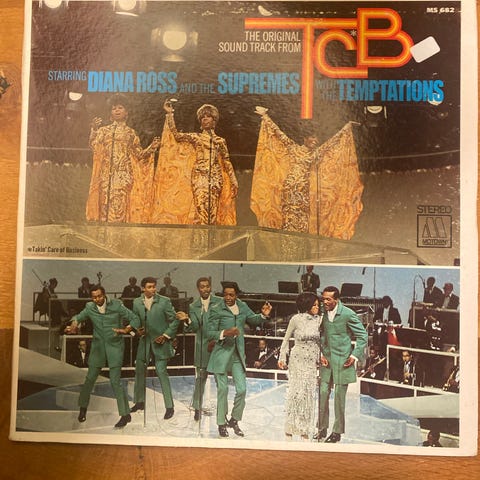 MS 682
THE ORIGINAL
SOUND TRACK FROM
T.C*B
STARRING DIANA ROSS AND THE SUPREMES WITH THE TEMPTATIONS
STEREO
M
MOTOWN
*Takin' Care of Business